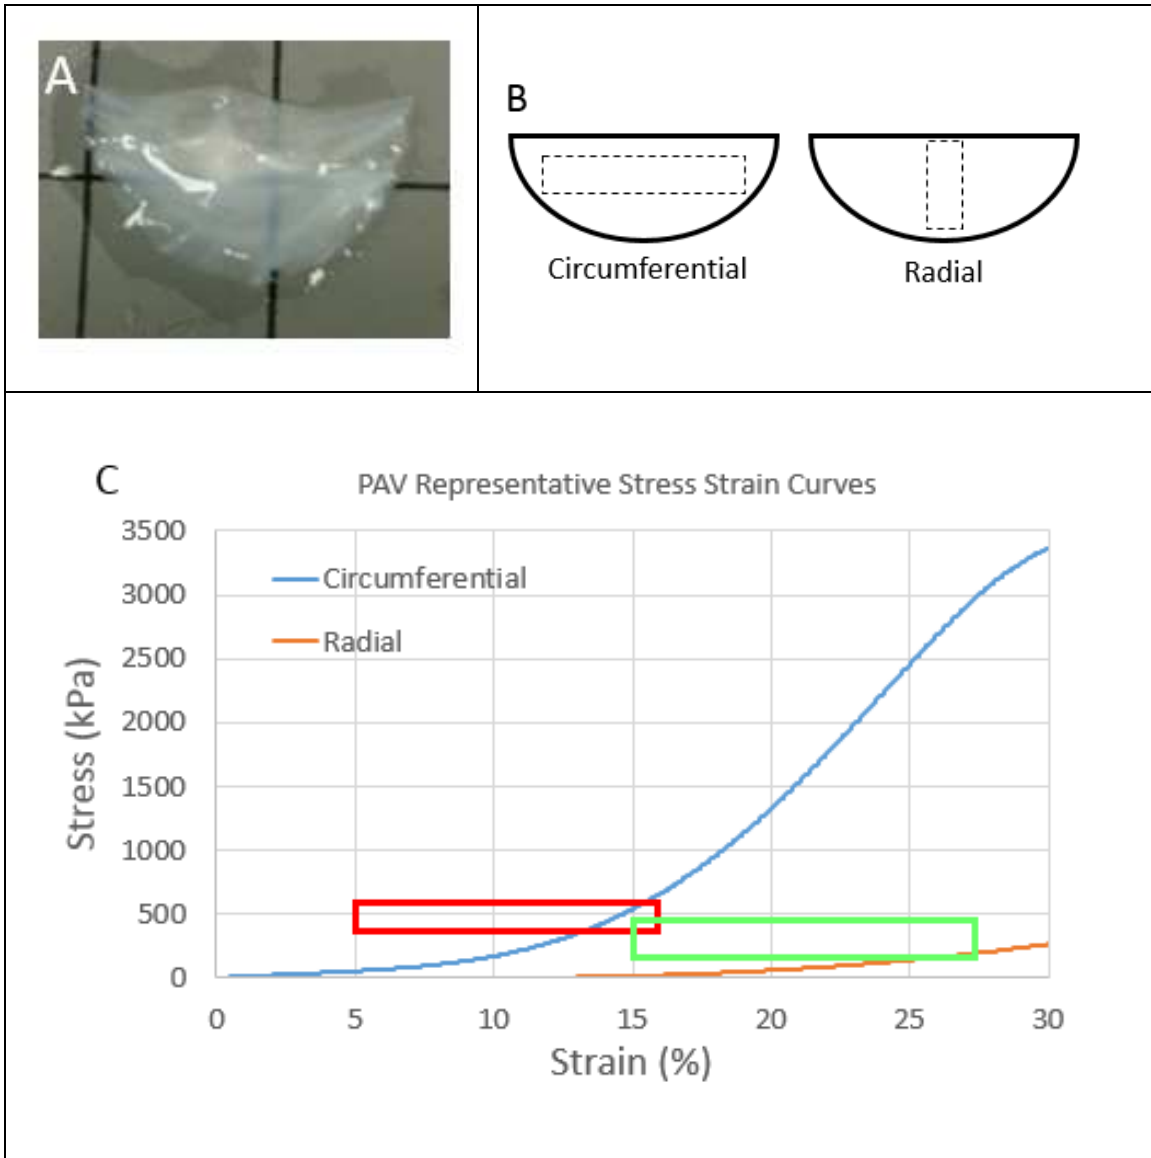 A
B
Circumferential
Radial
C
PAV Representative Stress Strain Curves
3500
3000
2500
2000
1500
1000
500
0
Circumferential
Radial
Stress (kPa)
0 5 10 15 20 25 30
Strain (%)